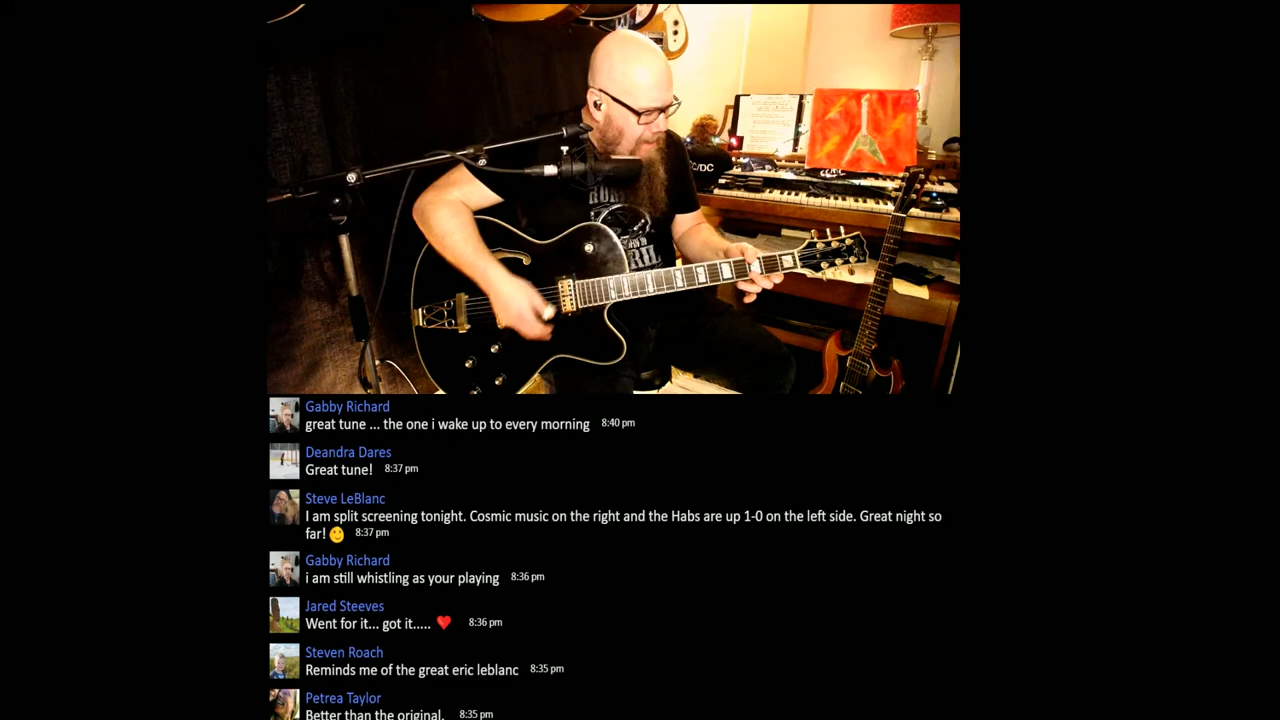 C/DC
RIL
Gabby Richard
great tune ... the one i wake up to every morning 8:40 pm
Deandra Dares
Great tune! 8:37 pm
Steve LeBlanc
I am split screening tonight. Cosmic music on the right and the Habs are up 1-0 on the left side. Great night so
far! 8:37 pm
Gabby Richard
i am still whistling as your playing 8:36 pm
Jared Steeves
Went for it... got it..... 8:36 pm
Steven Roach
Reminds me of the great eric leblanc 8:35 pm
Petrea Taylor
Better than the original. 8:35 pm